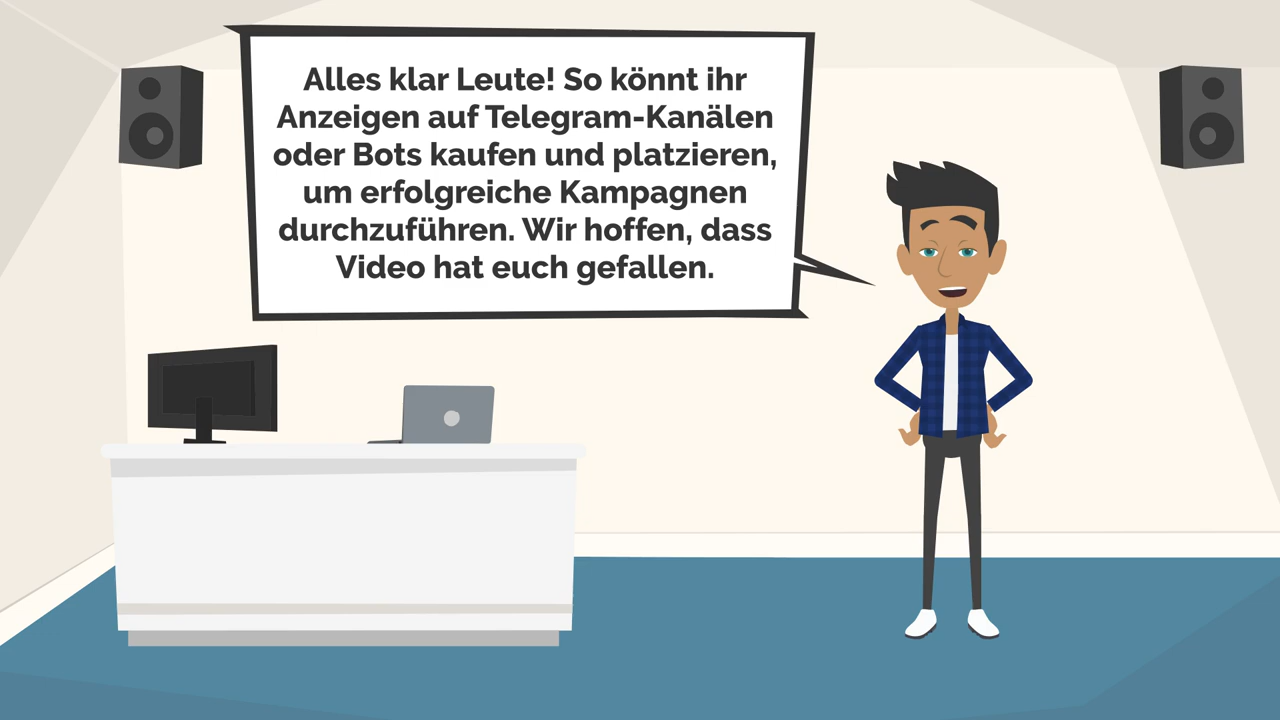 Alles klar Leute! So könnt ihr
Anzeigen auf Telegram-Kanälen
oder Bots kaufen und platzieren,
um erfolgreiche Kampagnen
durchzuführen. Wir hoffen, dass
Video hat euch gefallen.